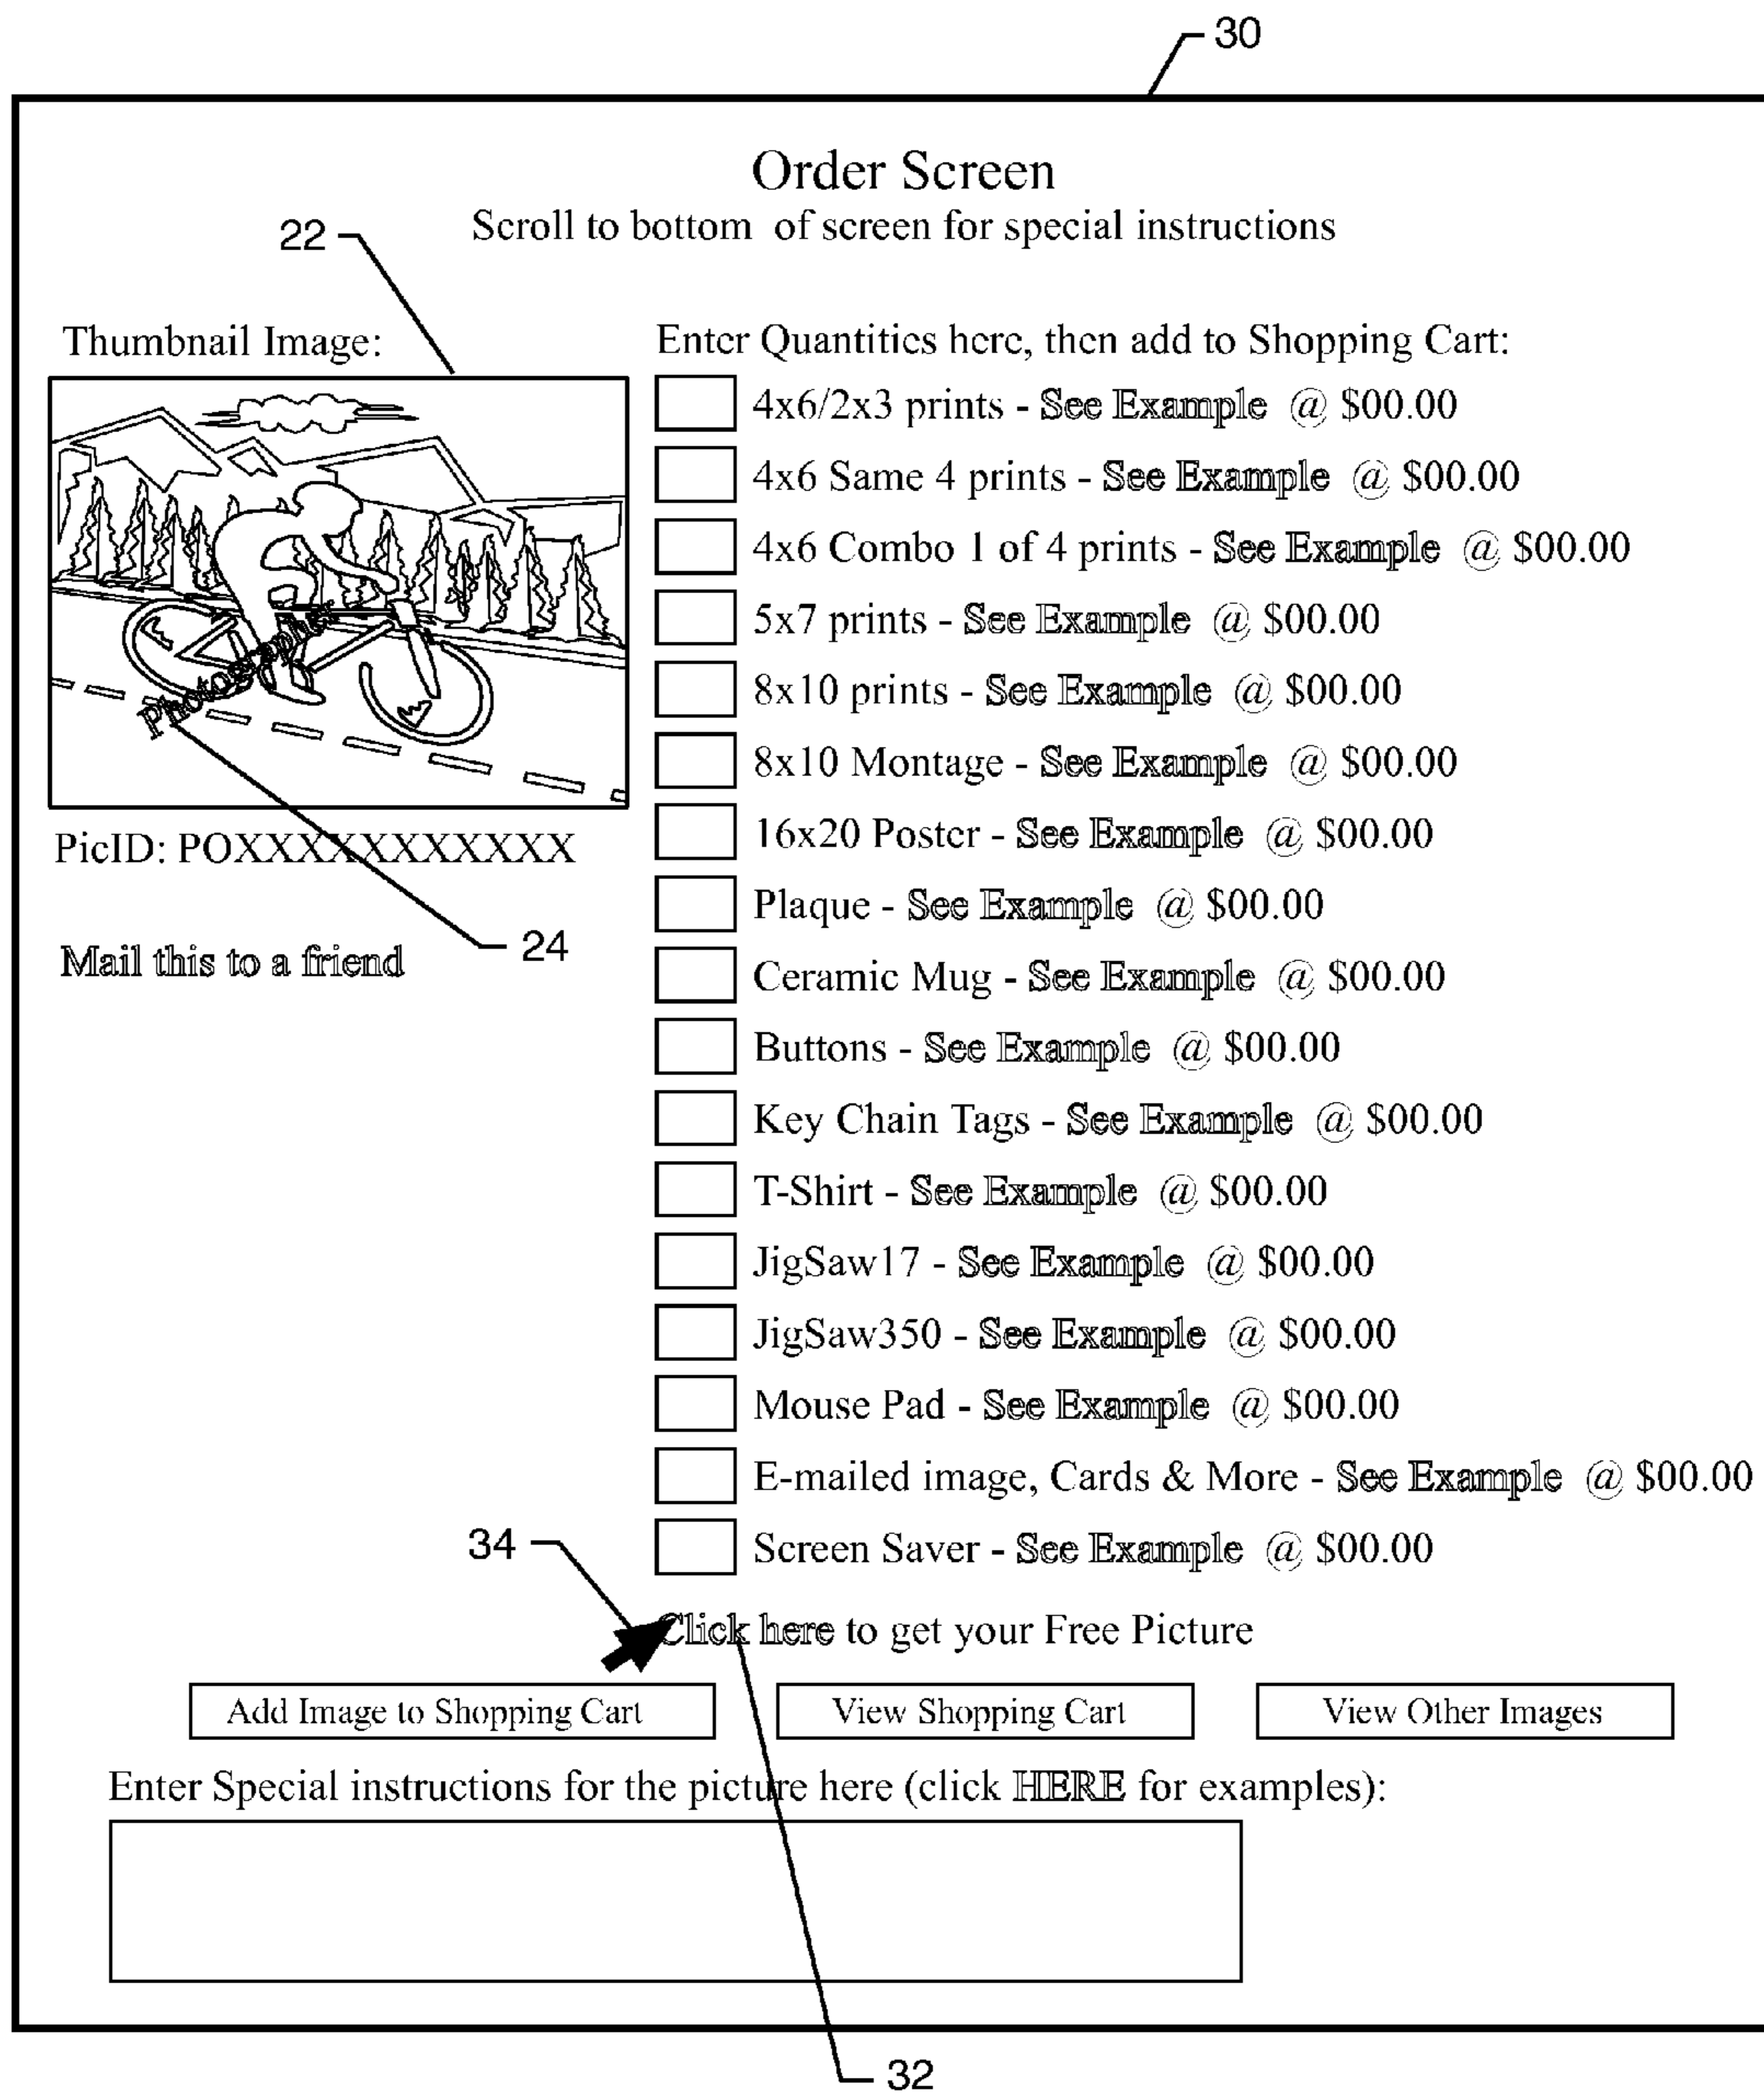 30
Order Screen
Scroll to bottom of screen for special instructions
22
Thumbnail Image:
Photographer
PicID: POXXXXXXXXXXXX
24
Mail this to a friend
Enter Quantities here, then add to Shopping Cart:
4x6/2x3 prints - See Example @ $00.00
4x6 Same 4 prints - See Example @ $00.00
4x6 Combo 1 of 4 prints - See Example @ $00.00
5x7 prints - See Example @ $00.00
8x10 prints - See Example @ $00.00
8x10 Montage - See Example @ $00.00
16x20 Poster - See Example @ $00.00
Plaque - See Example @ $00.00
Ceramic Mug - See Example @ $00.00
Buttons - See Example @ $00.00
Key Chain Tags - See Example @ $00.00
T-Shirt - See Example @ $00.00
JigSaw17 - See Example @ $00.00
JigSaw350 - See Example @ $00.00
Mouse Pad - See Example @ $00.00
E-mailed image, Cards & More - See Example @ $00.00
Screen Saver - See Example @ $00.00
34
Click here to get your Free Picture
Add Image to Shopping Cart
View Shopping Cart
View Other Images
Enter Special instructions for the picture here (click HERE for examples):
32